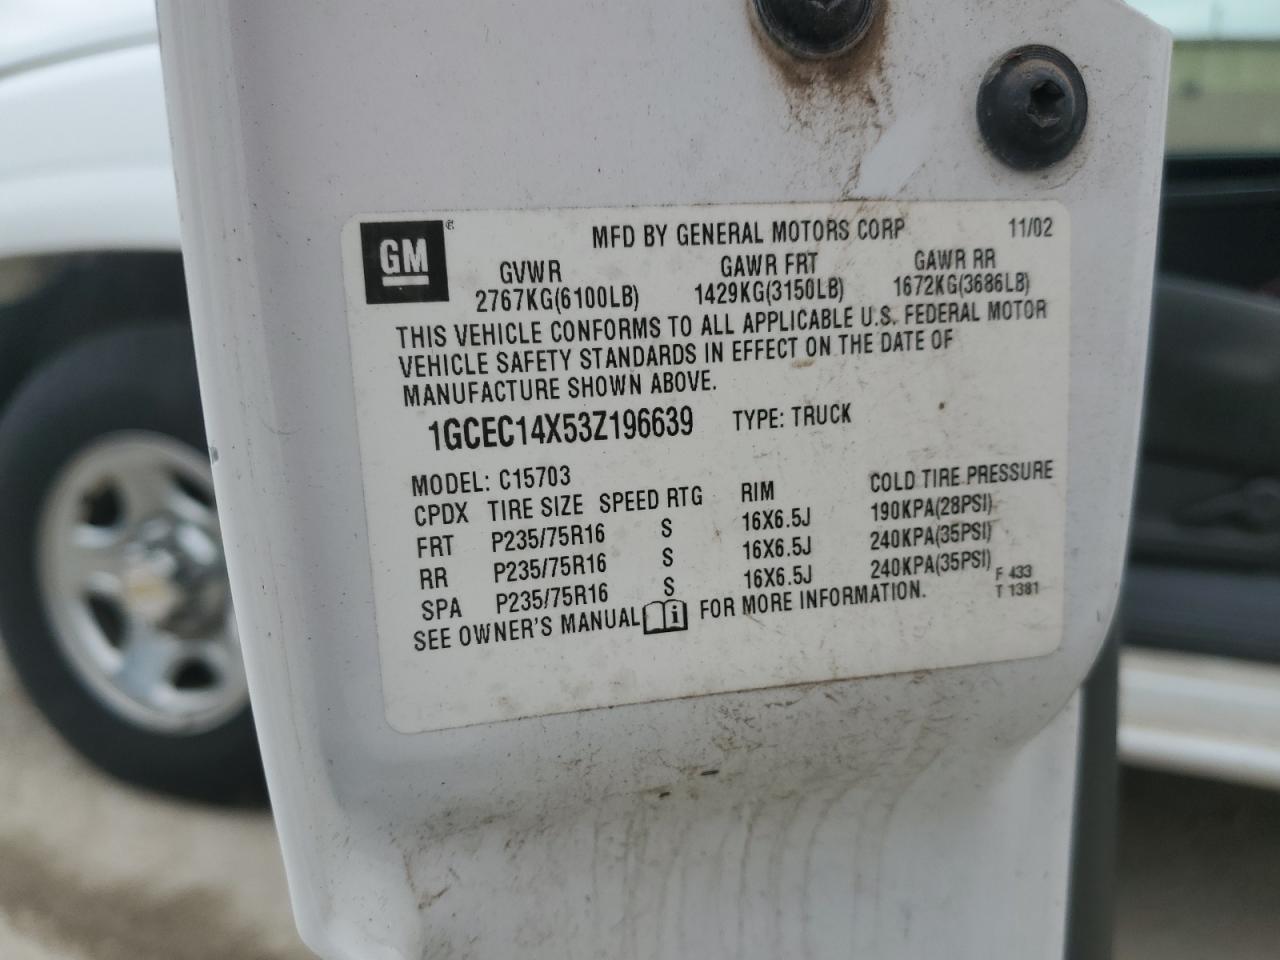 GM
MFD BY GENERAL MOTORS CORP 11/02
GVWR GAWR FRT GAWR RR
2767KG(6100LB) 1429KG(3150LB) 1672KG(3686LB)
THIS VEHICLE CONFORMS TO ALL APPLICABLE U.S. FEDERAL MOTOR
VEHICLE SAFETY STANDARDS IN EFFECT ON THE DATE OF
MANUFACTURE SHOWN ABOVE.
1GCEC14X53Z196639 TYPE: TRUCK
MODEL: C15703
CPDX TIRE SIZE SPEED RTG RIM COLD TIRE PRESSURE
FRT P235/75R16 S 16X6.5J 190KPA(28PSI)
RR P235/75R16 S 16X6.5J 240KPA(35PSI)
SPA P235/75R16 S 16X6.5J 240KPA(35PSI)
SEE OWNER'S MANUAL i FOR MORE INFORMATION.
F 433
T 1381